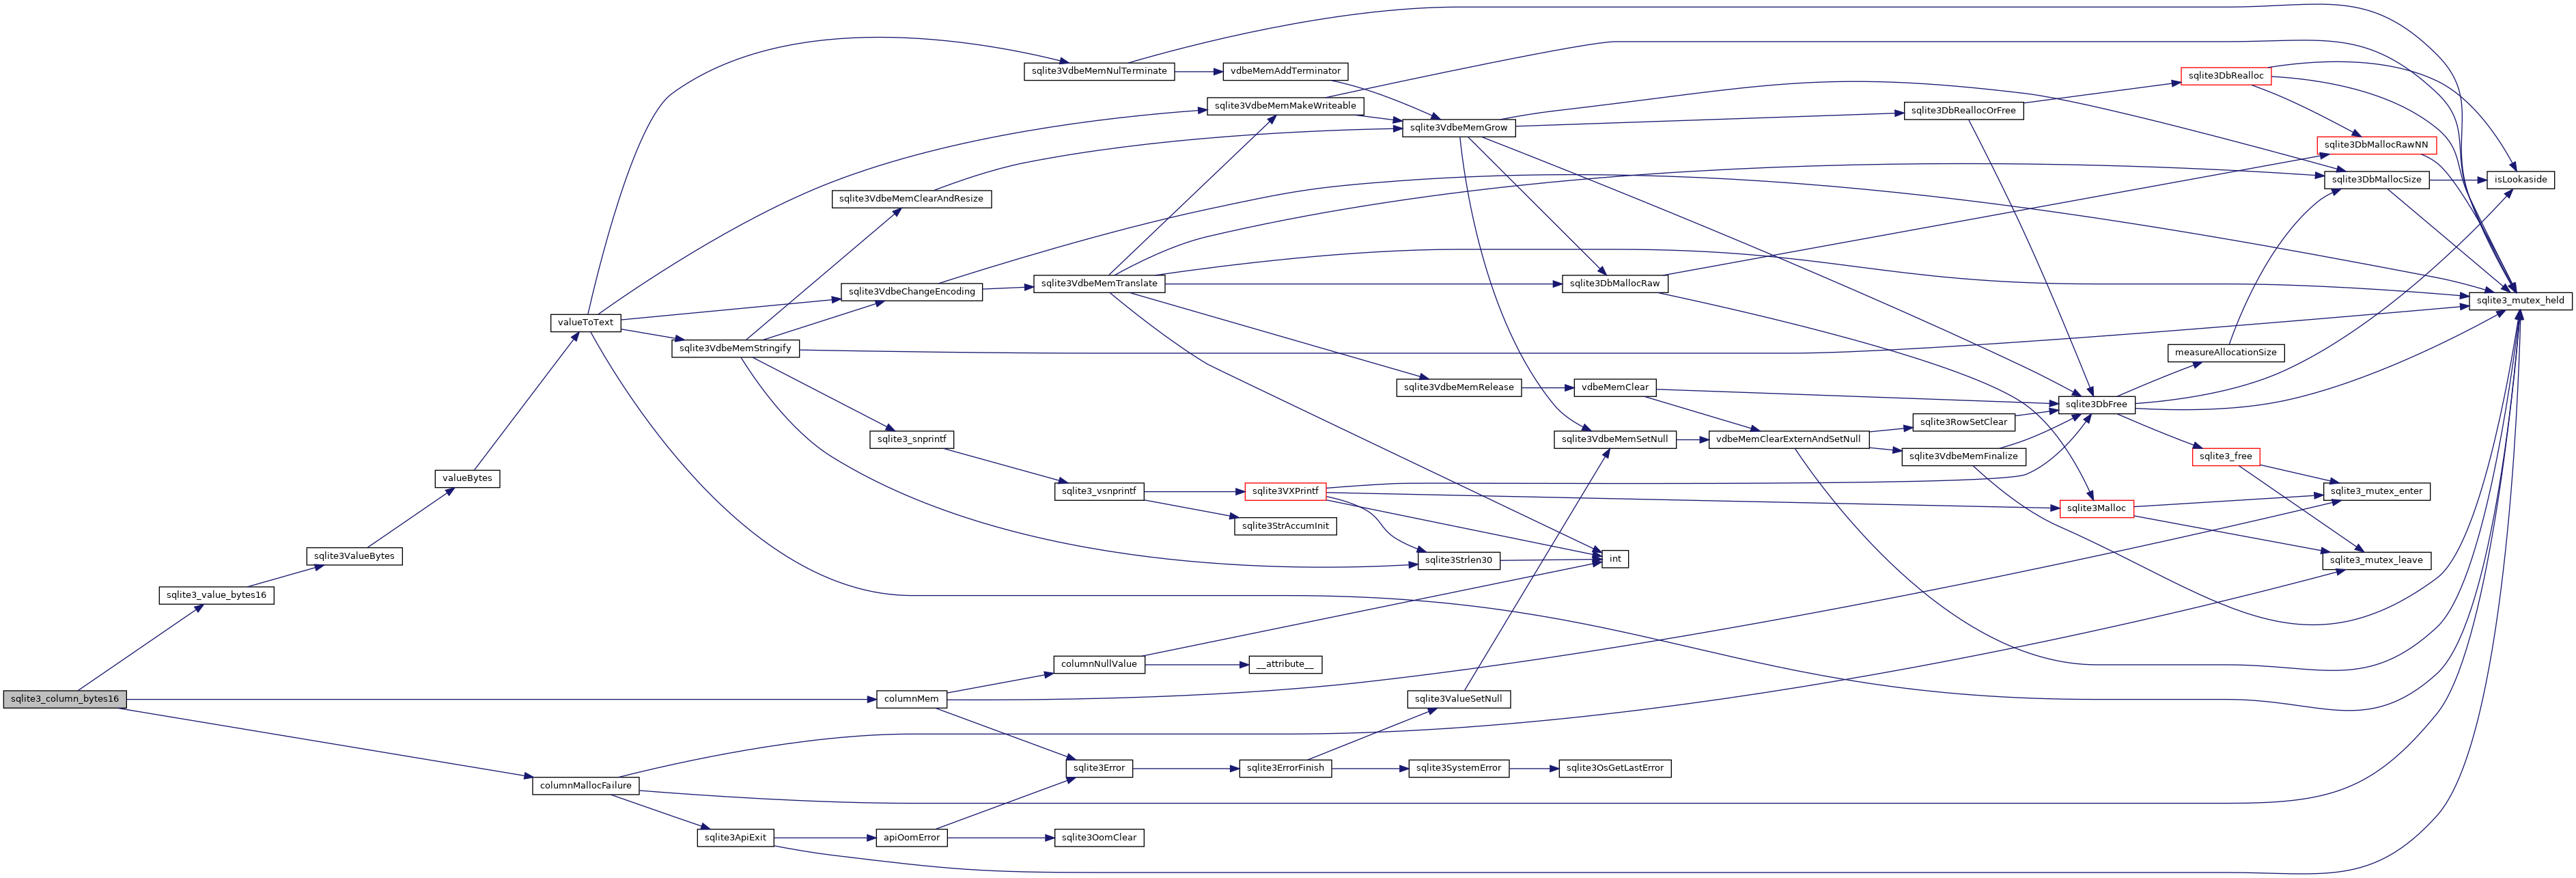 sqlite3_column_bytes16
sqlite3_value_bytes16
sqlite3ValueBytes
valueBytes
valueToText
sqlite3VdbeMemNulTerminate
vdbeMemAddTerminator
sqlite3VdbeMemMakeWriteable
sqlite3VdbeMemGrow
sqlite3VdbeMemClearAndResize
sqlite3VdbeChangeEncoding
sqlite3VdbeMemTranslate
sqlite3VdbeMemStringify
sqlite3_snprintf
sqlite3_vsnprintf
sqlite3VXPrintf
sqlite3StrAccumInit
sqlite3Strlen30
int
sqlite3VdbeMemRelease
vdbeMemClear
sqlite3VdbeMemSetNull
vdbeMemClearExternAndSetNull
sqlite3RowSetClear
sqlite3VdbeMemFinalize
sqlite3DbMallocRaw
sqlite3DbReallocOrFree
sqlite3DbRealloc
sqlite3DbMallocRawNN
sqlite3DbMallocSize
isLookaside
sqlite3_mutex_held
measureAllocationSize
sqlite3DbFree
sqlite3_free
sqlite3Malloc
sqlite3_mutex_enter
sqlite3_mutex_leave
columnMem
columnNullValue
__attribute__
sqlite3Error
sqlite3ErrorFinish
sqlite3ValueSetNull
sqlite3SystemError
sqlite3OsGetLastError
columnMallocFailure
sqlite3ApiExit
apiOomError
sqlite3OomClear